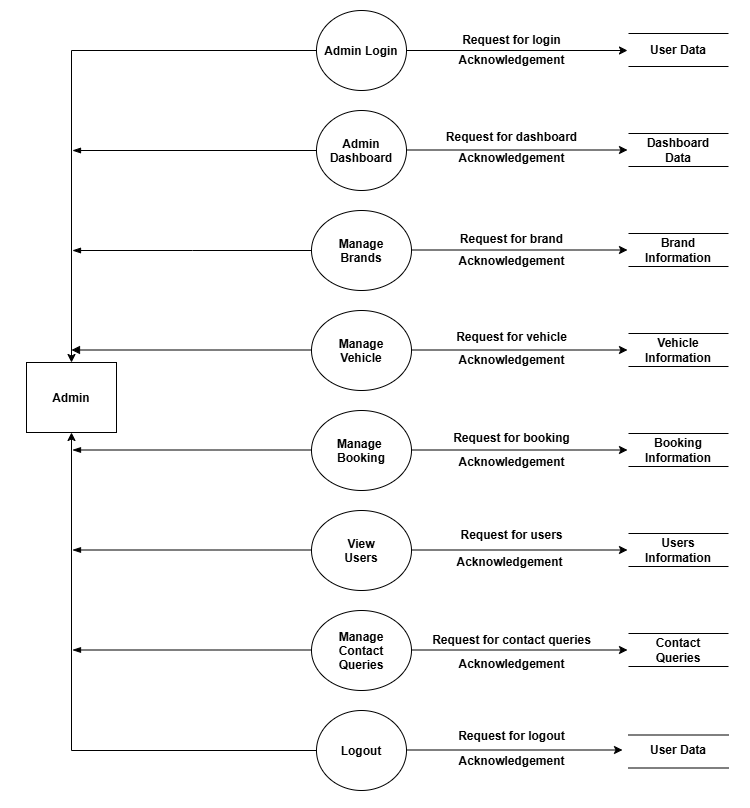 Admin Login
Request for login
Acknowledgement
User Data
Admin
Dashboard
Request for dashboard
Acknowledgement
Dashboard
Data
Manage
Brands
Request for brand
Acknowledgement
Brand
Information
Manage
Vehicle
Request for vehicle
Acknowledgement
Vehicle
Information
Admin
Manage
Booking
Request for booking
Acknowledgement
Booking
Information
View
Users
Request for users
Acknowledgement
Users
Information
Manage
Contact
Queries
Request for contact queries
Acknowledgement
Contact
Queries
Logout
Request for logout
Acknowledgement
User Data